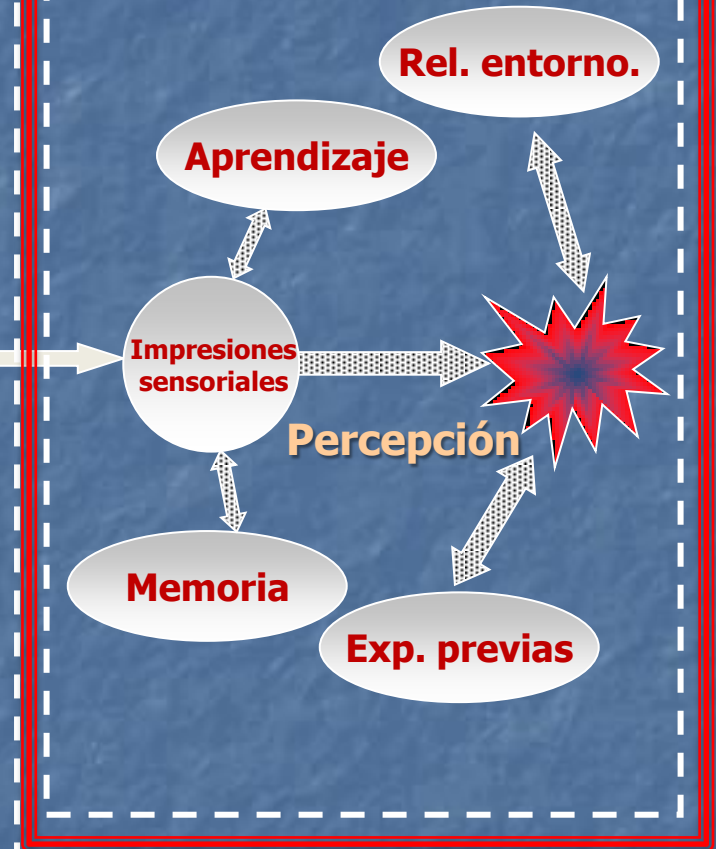 Rel. entorno.
Aprendizaje
Impresiones
sensoriales
Percepción
Memoria
Exp. previas